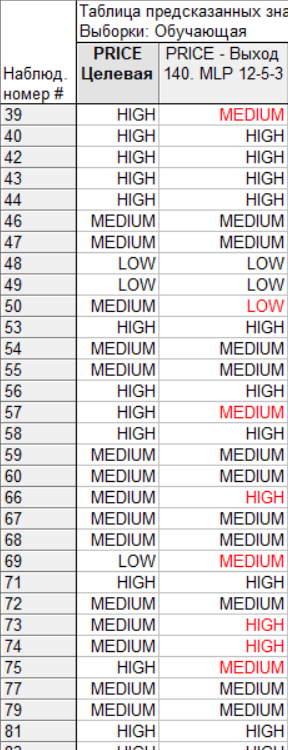 Таблица предсказанных зна
Выборки: Обучающая
Наблюд. номер # PRICE Целевая PRICE - Выход 140. MLP 12-5-3
39 HIGH MEDIUM
40 HIGH HIGH
42 HIGH HIGH
43 HIGH HIGH
44 HIGH HIGH
46 MEDIUM MEDIUM
47 MEDIUM MEDIUM
48 LOW LOW
49 LOW LOW
50 MEDIUM LOW
53 HIGH HIGH
54 MEDIUM MEDIUM
55 MEDIUM MEDIUM
56 HIGH HIGH
57 HIGH MEDIUM
58 HIGH HIGH
59 MEDIUM MEDIUM
60 MEDIUM MEDIUM
66 MEDIUM HIGH
67 MEDIUM MEDIUM
68 MEDIUM MEDIUM
69 LOW MEDIUM
71 HIGH HIGH
72 MEDIUM MEDIUM
73 MEDIUM HIGH
74 MEDIUM HIGH
75 HIGH MEDIUM
77 MEDIUM MEDIUM
79 MEDIUM MEDIUM
81 HIGH HIGH